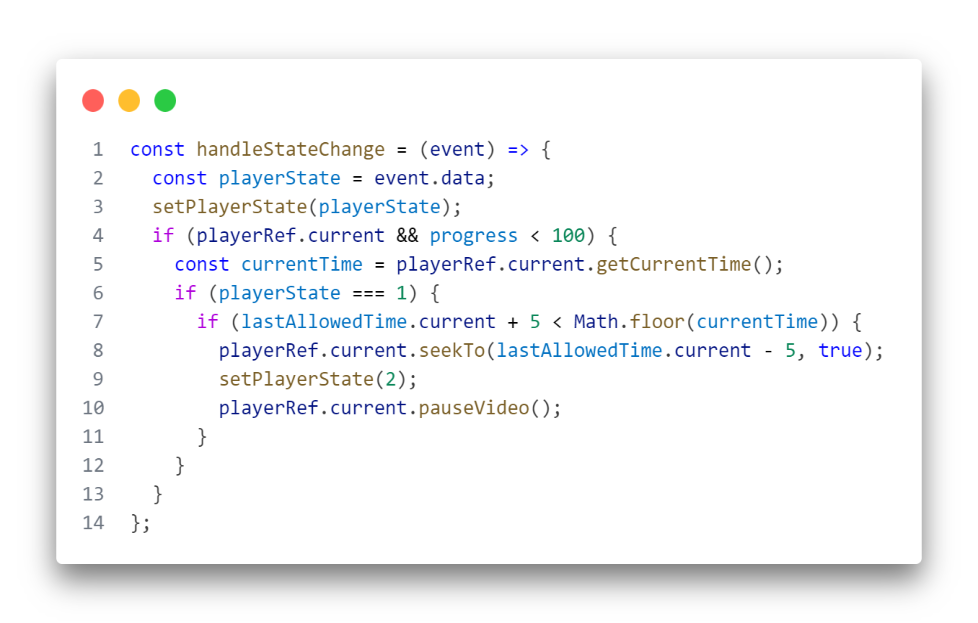 1 const handleStateChange = (event) => {
2   const playerState = event.data;
3   setPlayerState(playerState);
4   if (playerRef.current && progress < 100) {
5     const currentTime = playerRef.current.getCurrentTime();
6     if (playerState === 1) {
7       if (lastAllowedTime.current + 5 < Math.floor(currentTime)) {
8         playerRef.current.seekTo(lastAllowedTime.current - 5, true);
9         setPlayerState(2);
10         playerRef.current.pauseVideo();
11       }
12     }
13   }
14 };